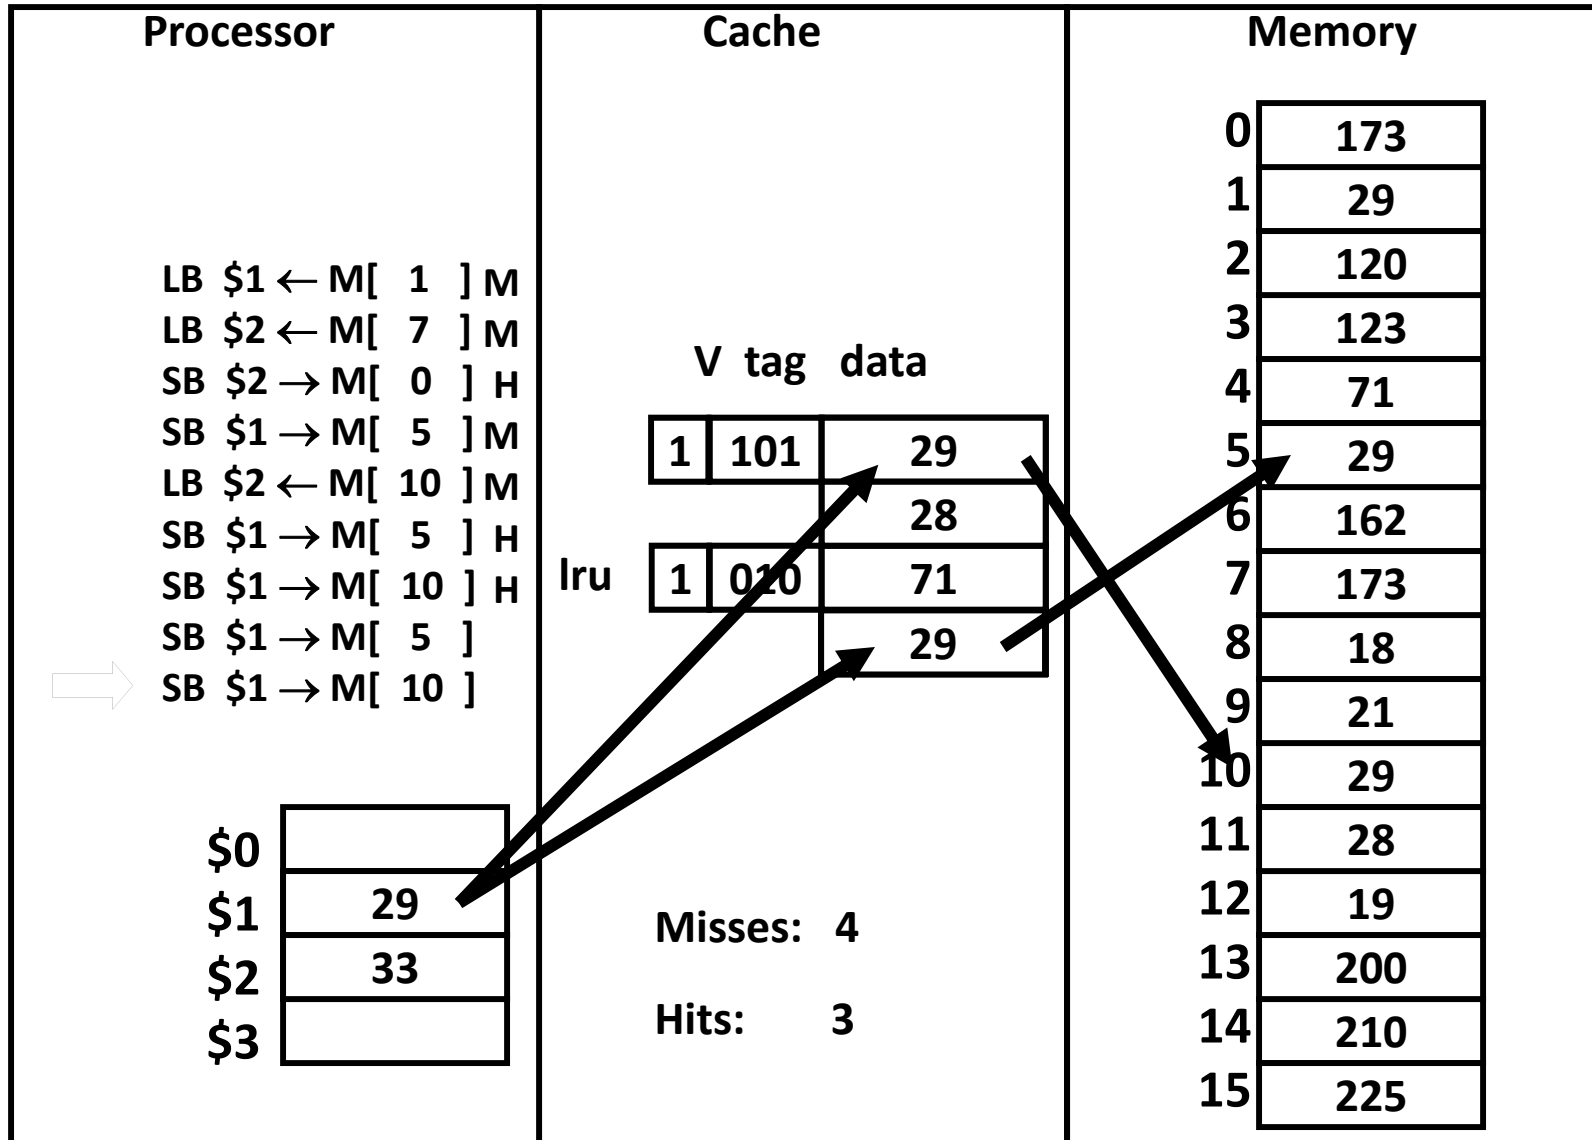 Processor
LB $1 ← M[ 1 ] M
LB $2 ← M[ 7 ] M
SB $2 → M[ 0 ] H
SB $1 → M[ 5 ] M
LB $2 ← M[ 10 ] M
SB $1 → M[ 5 ] H
SB $1 → M[ 10 ] H
SB $1 → M[ 5 ]
SB $1 → M[ 10 ]
$0
$1 29
$2 33
$3
Cache
V tag data
1 101 29
28
lru 1 010 71
29
Misses: 4
Hits: 3
Memory
0 173
1 29
2 120
3 123
4 71
5 29
6 162
7 173
8 18
9 21
10 29
11 28
12 19
13 200
14 210
15 225